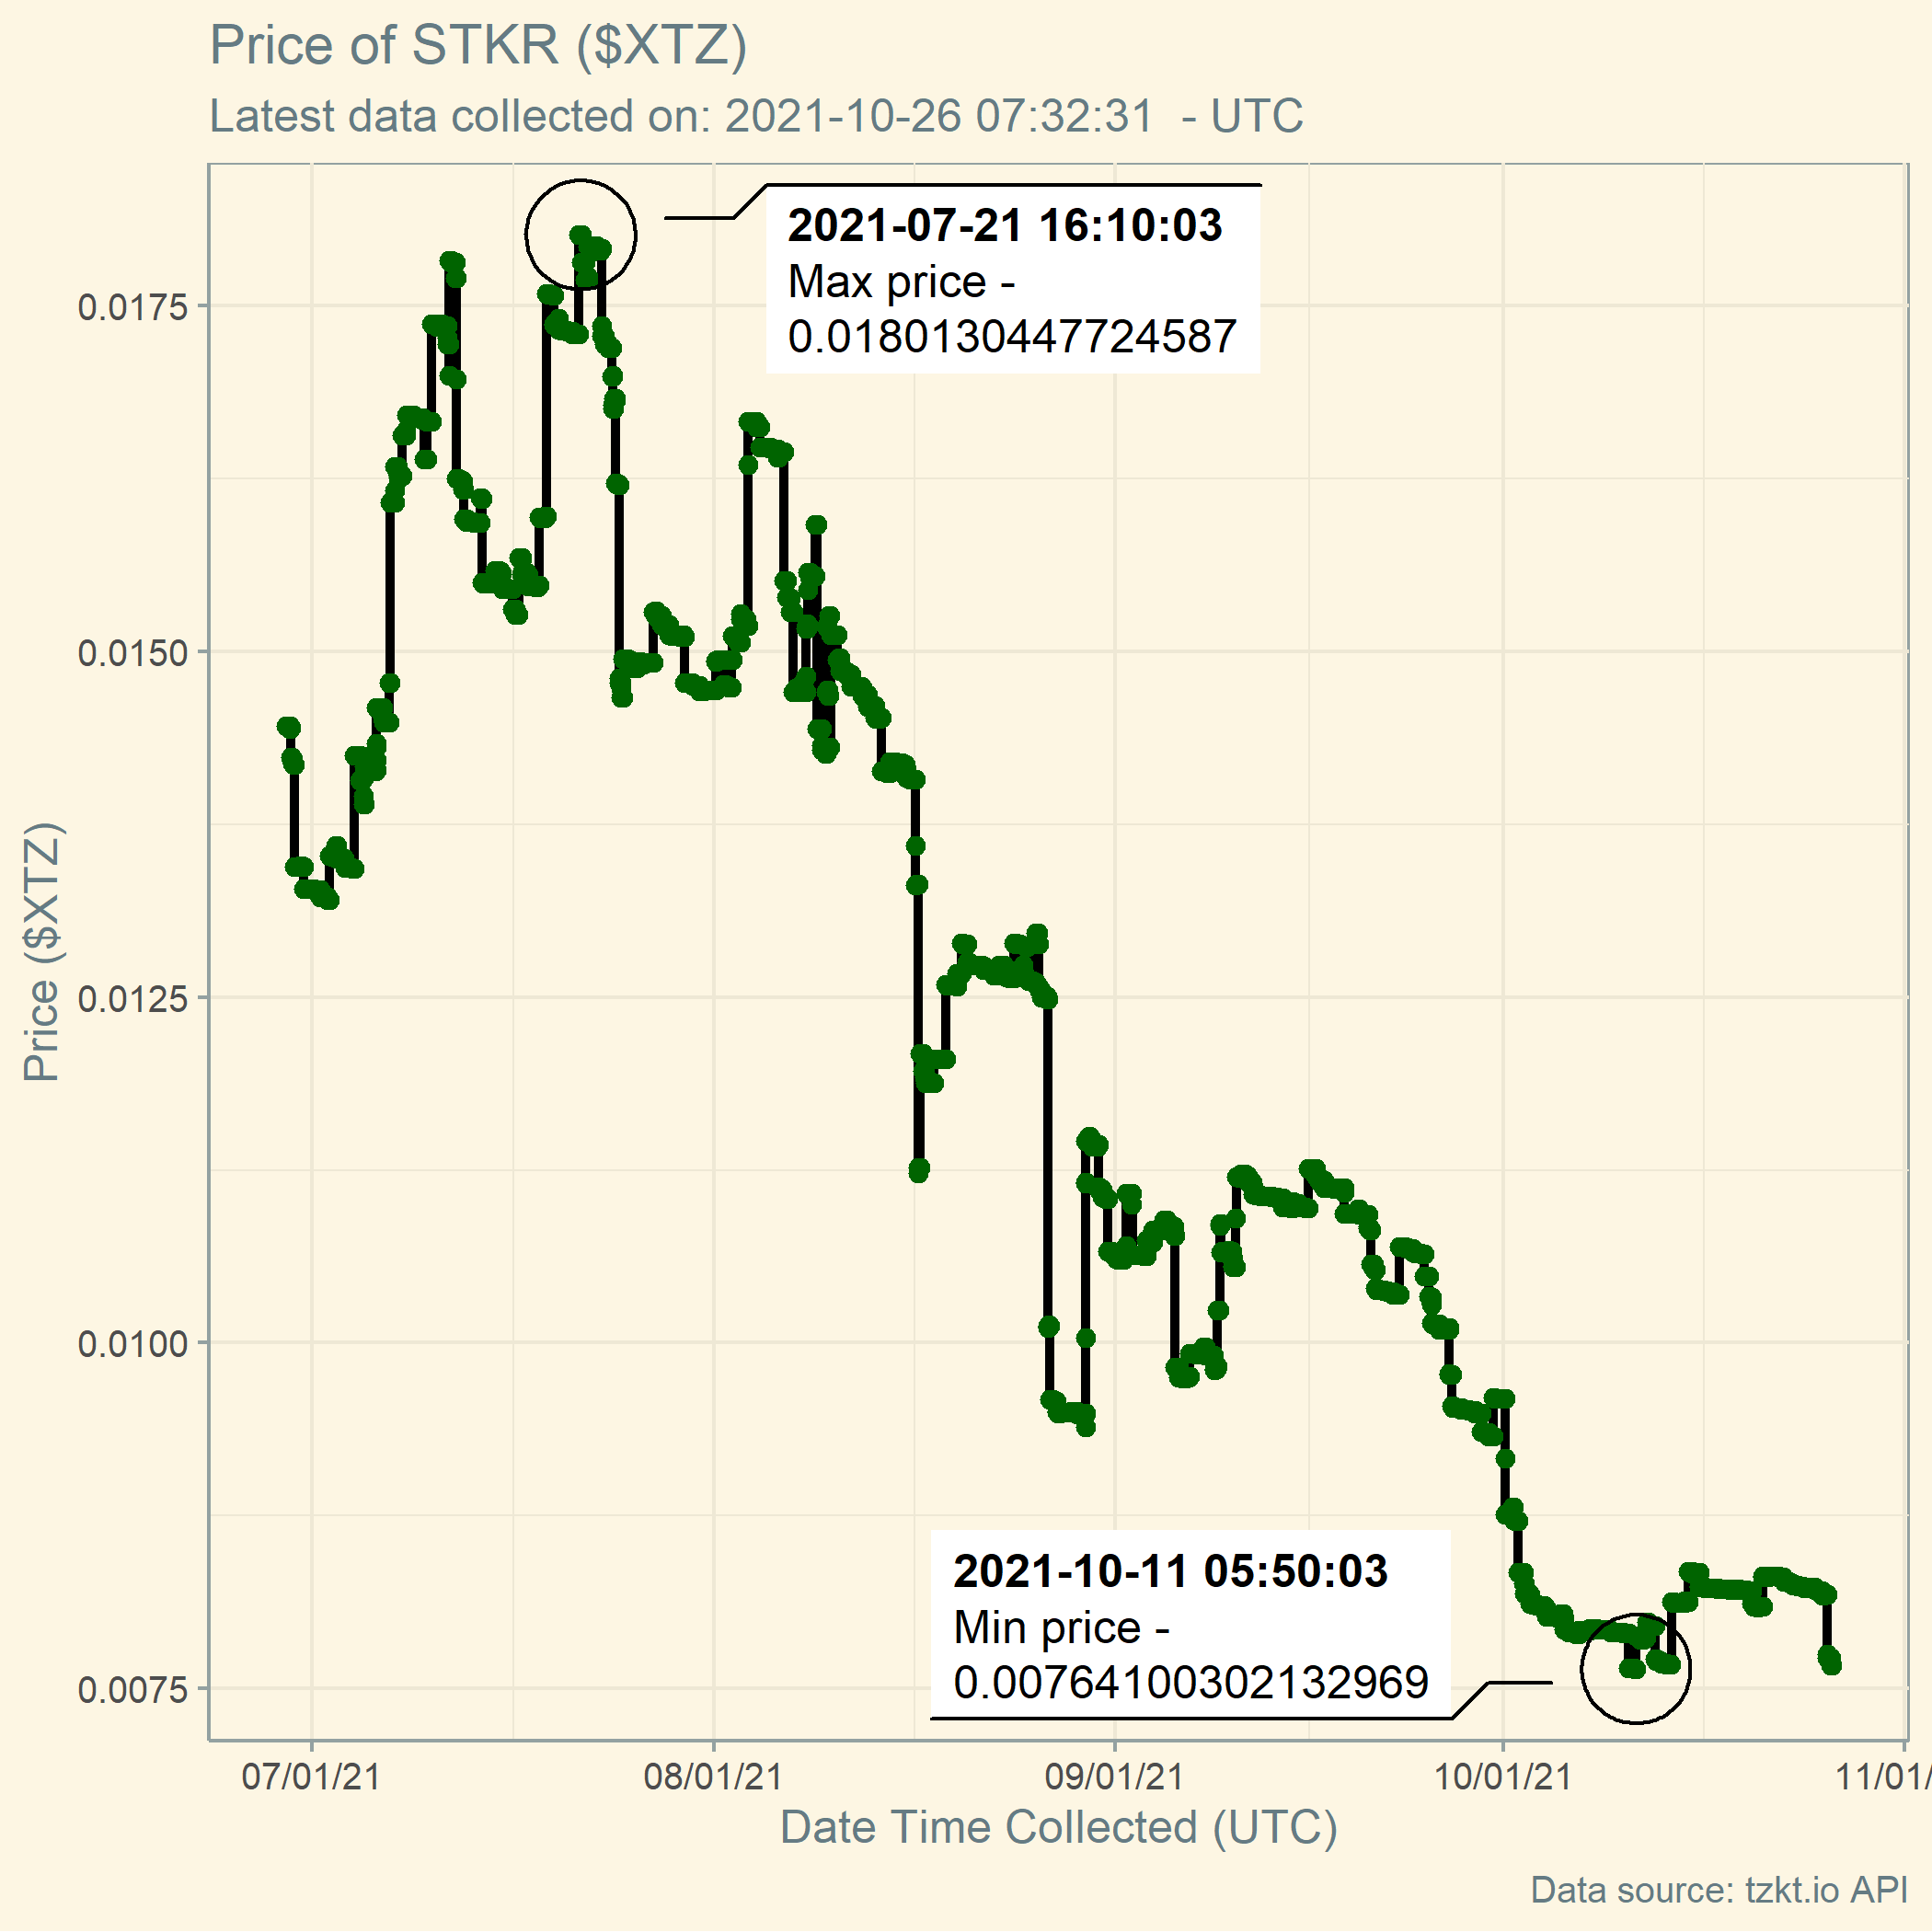 Price of STKR ($XTZ)
Latest data collected on: 2021-10-26 07:32:31 - UTC
2021-07-21 16:10:03
Max price -
0.0180130447724587
0.0175
0.0150
0.0125
0.0100
0.0075
Price ($XTZ)
2021-10-11 05:50:03
Min price -
0.00764100302132969
07/01/21
08/01/21
09/01/21
10/01/21
11/01/
Date Time Collected (UTC)
Data source: tzkt.io API